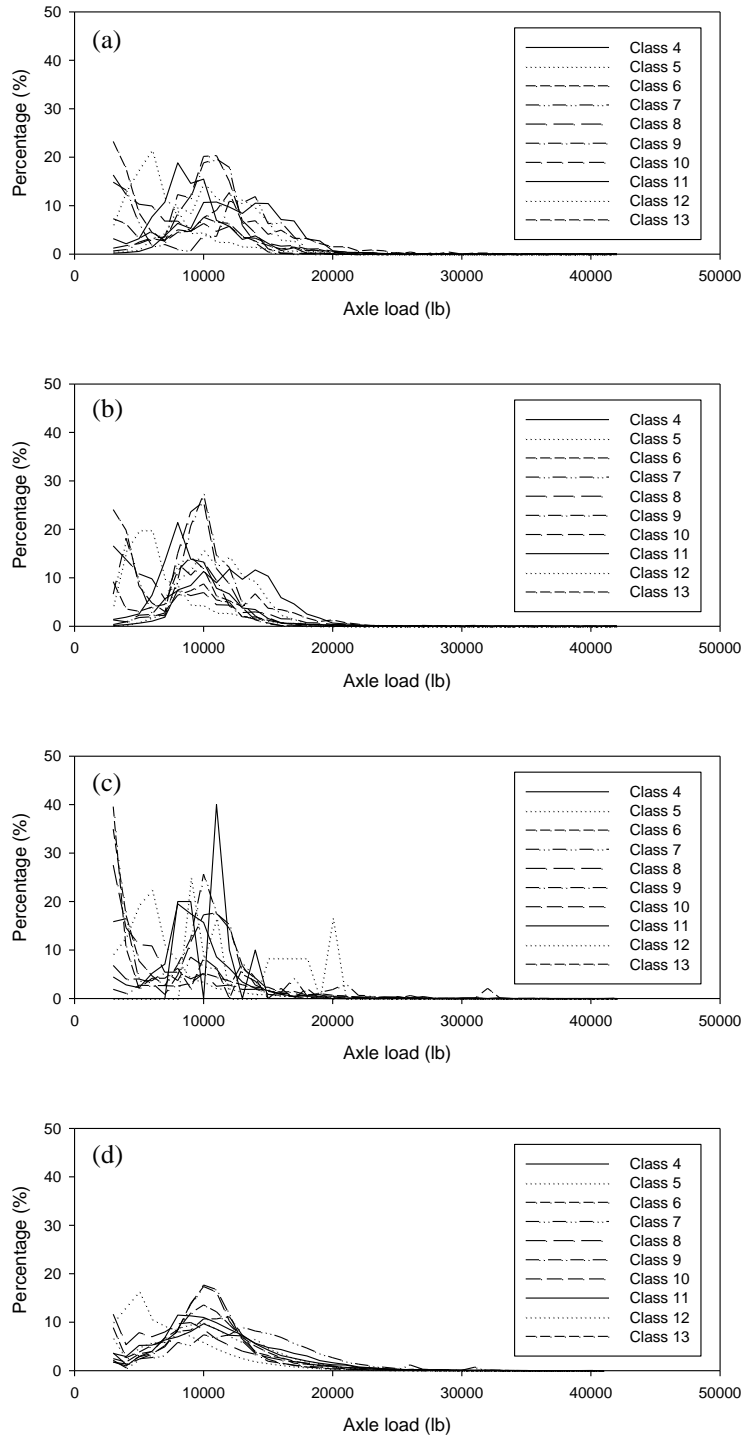 (a)
50
40
30
20
10
0
Percentage (%)
Class 4
Class 5
Class 6
Class 7
Class 8
Class 9
Class 10
Class 11
Class 12
Class 13
0 10000 20000 30000 40000 50000
Axle load (lb)
(b)
50
40
30
20
10
0
Percentage (%)
Class 4
Class 5
Class 6
Class 7
Class 8
Class 9
Class 10
Class 11
Class 12
Class 13
0 10000 20000 30000 40000 50000
Axle load (lb)
(c)
50
40
30
20
10
0
Percentage (%)
Class 4
Class 5
Class 6
Class 7
Class 8
Class 9
Class 10
Class 11
Class 12
Class 13
0 10000 20000 30000 40000 50000
Axle load (lb)
(d)
50
40
30
20
10
0
Percentage (%)
Class 4
Class 5
Class 6
Class 7
Class 8
Class 9
Class 10
Class 11
Class 12
Class 13
0 10000 20000 30000 40000 50000
Axle load (lb)